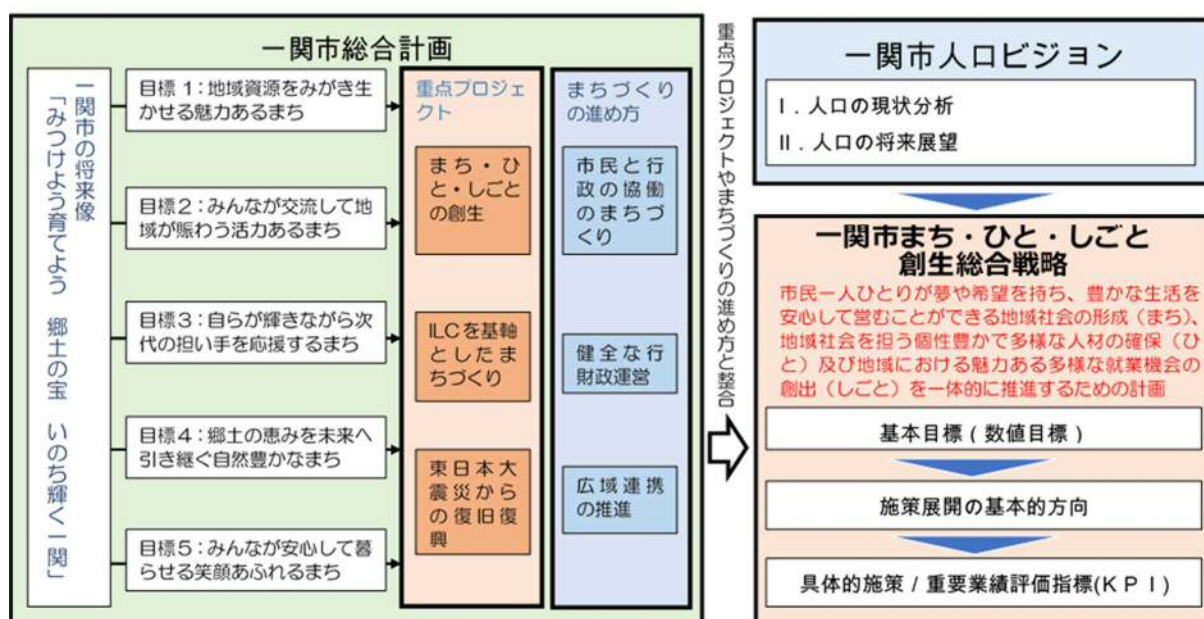 一関市総合計画
一関市の将来像
「みつけよう育てよう 郷土の宝 いのち輝く一関」
目標1:地域資源をみがき生
かせる魅力あるまち
目標2:みんなが交流して地
域が賑わう活力あるまち
目標3:自らが輝きながら次
代の担い手を応援するまち
目標4:郷土の恵みを未来へ
引き継ぐ自然豊かなまち
目標5:みんなが安心して暮
らせる笑顔あふれるまち
重点プロジェ
クト
まち・ひ
と・しごと
の創生
ILCを基軸
としたま
ちづくり
東日本大
震災から
の復旧復
興
まちづくり
の進め方
市民と行
政の協働
のまちづ
くり
健全な行
財政運営
広域連携
の推進
重点プロジェクトやまちづくりの進め方と整合
一関市人口ビジョン
Ⅰ.人口の現状分析
Ⅱ.人口の将来展望
一関市まち・ひと・しごと
創生総合戦略
市民一人ひとりが夢や希望を持ち、豊かな生活を
安心して営むことができる地域社会の形成(まち)、
地域社会を担う個性豊かで多様な人材の確保(ひ
と)及び地域における魅力ある多様な就業機会の
創出(しごと)を一体的に推進するための計画
基本目標(数値目標)
施策展開の基本的方向
具体的施策/重要業績評価指標(KPI)